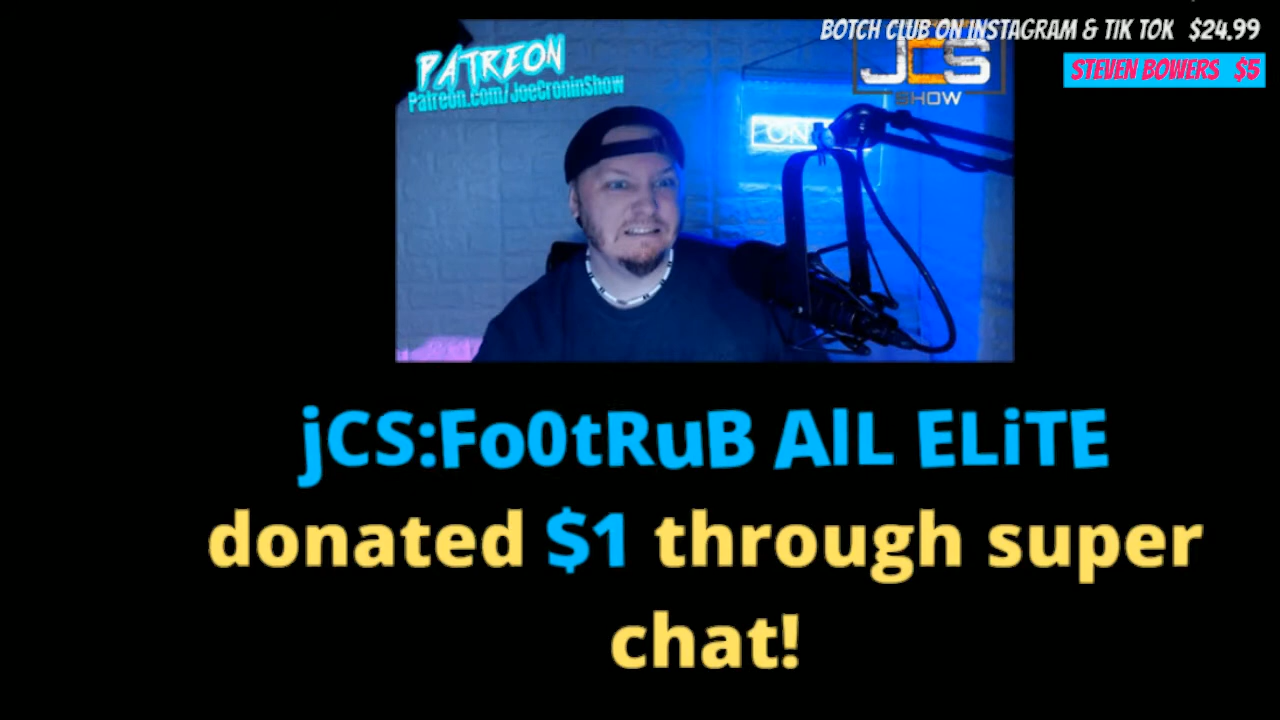 BOTCH CLUB ON INSTAGRAM & TIK TOK $24.99
STEVEN BOWERS $5
PATREON
Patreon.com/JoeCroninShow
JCS
SHOW
ON
jCS:Fo0tRuB AlL ELiTE
donated $1 through super
chat!